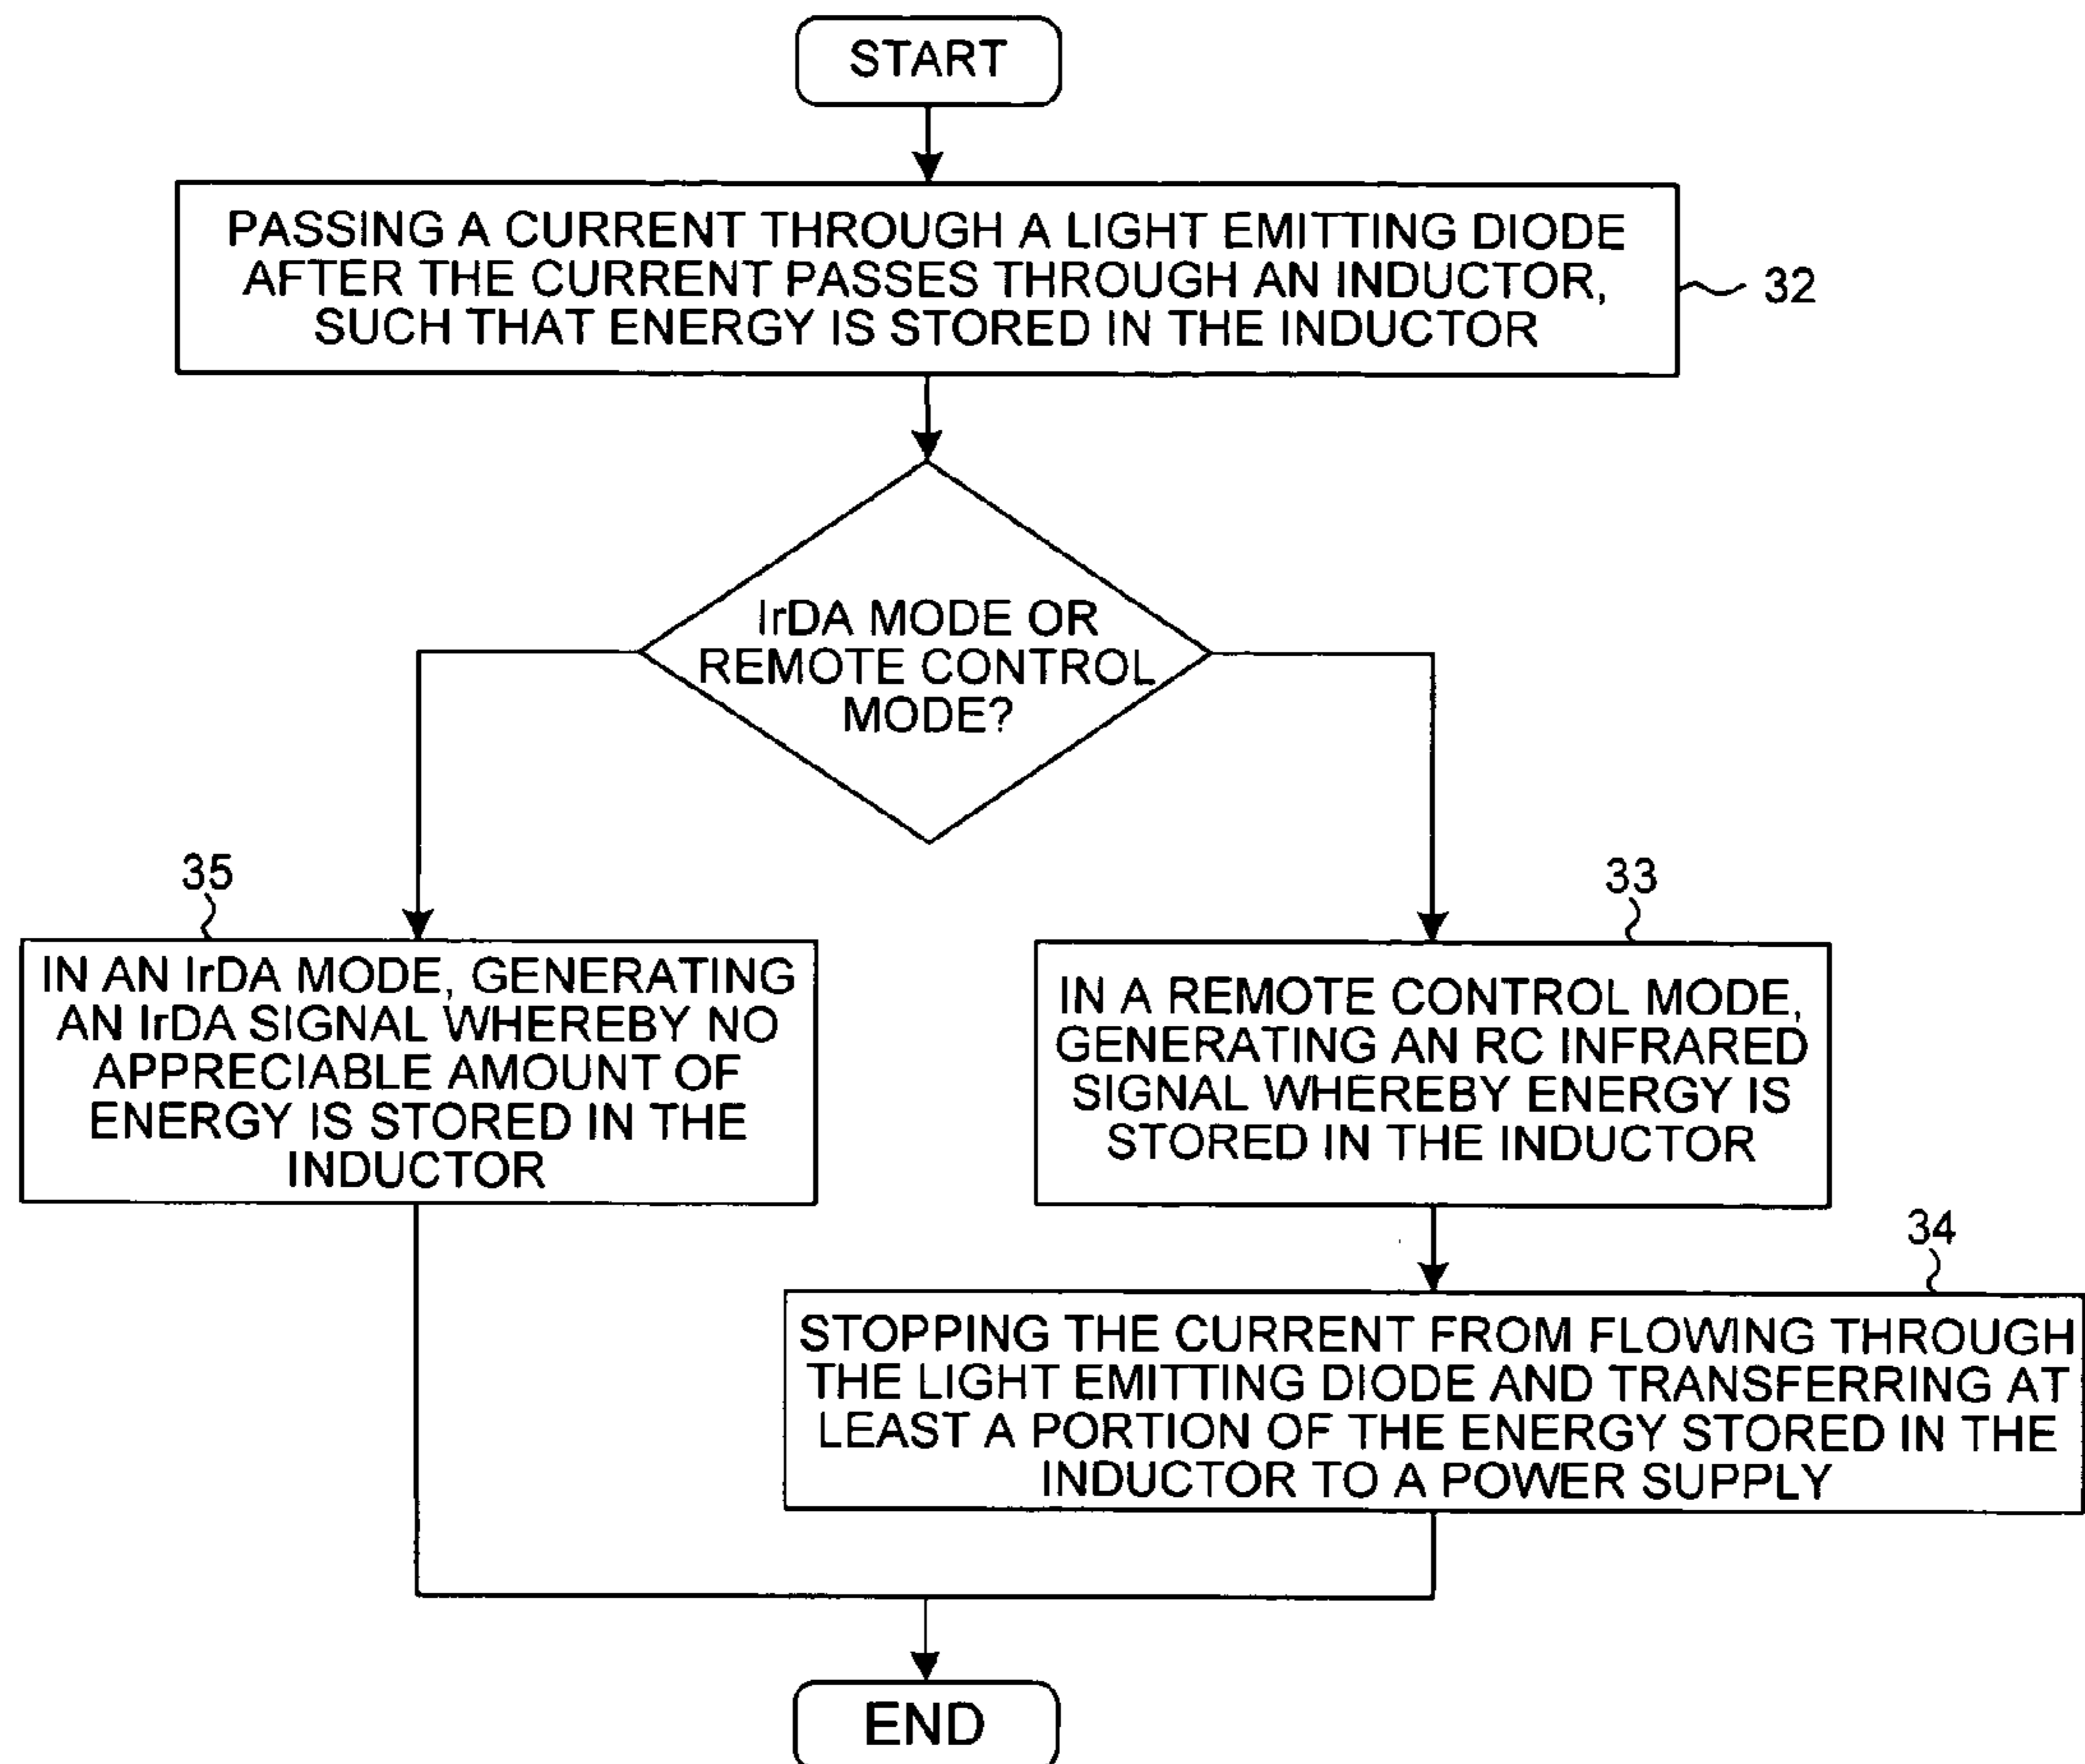 START
PASSING A CURRENT THROUGH A LIGHT EMITTING DIODE
AFTER THE CURRENT PASSES THROUGH AN INDUCTOR,
SUCH THAT ENERGY IS STORED IN THE INDUCTOR
32
IrDA MODE OR
REMOTE CONTROL
MODE?
35
IN AN IrDA MODE, GENERATING
AN IrDA SIGNAL WHEREBY NO
APPRECIABLE AMOUNT OF
ENERGY IS STORED IN THE
INDUCTOR
33
IN A REMOTE CONTROL MODE,
GENERATING AN RC INFRARED
SIGNAL WHEREBY ENERGY IS
STORED IN THE INDUCTOR
34
STOPPING THE CURRENT FROM FLOWING THROUGH
THE LIGHT EMITTING DIODE AND TRANSFERRING AT
LEAST A PORTION OF THE ENERGY STORED IN THE
INDUCTOR TO A POWER SUPPLY
END